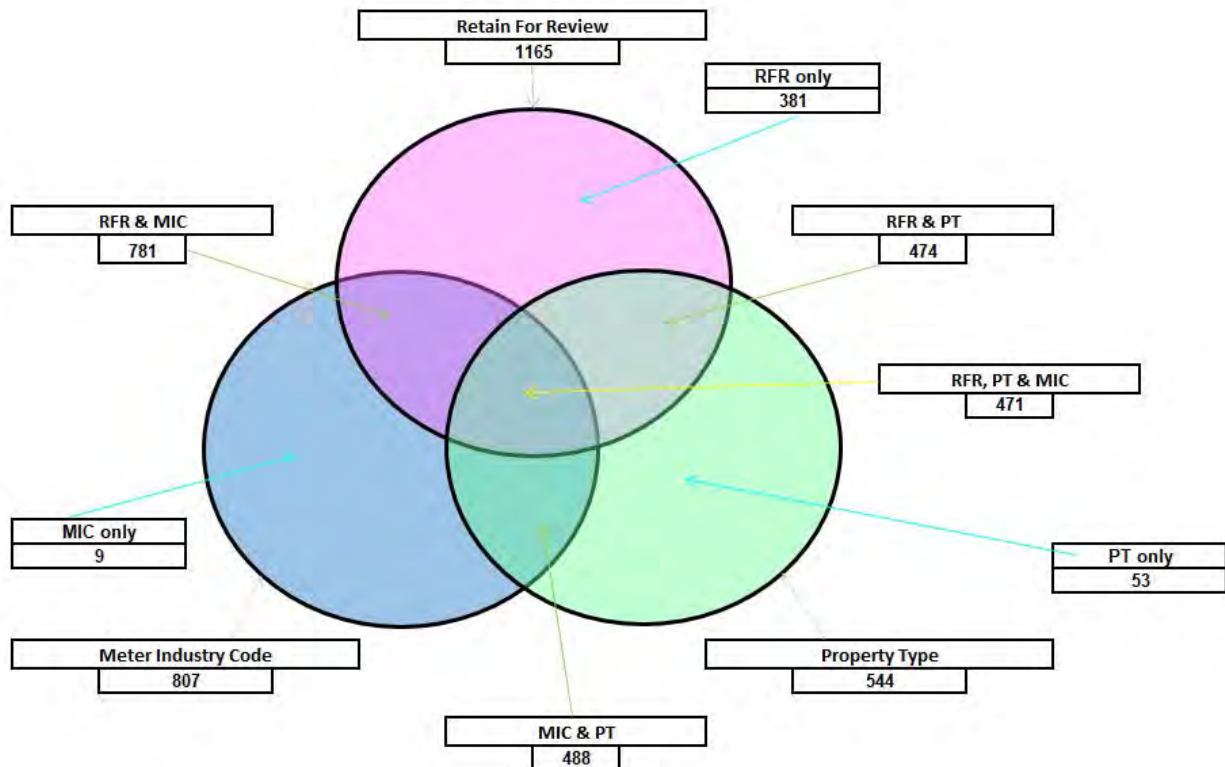 Retain For Review
1165
RFR only
381
RFR & MIC
781
RFR & PT
474
RFR, PT & MIC
471
MIC only
9
PT only
53
Meter Industry Code
807
Property Type
544
MIC & PT
488